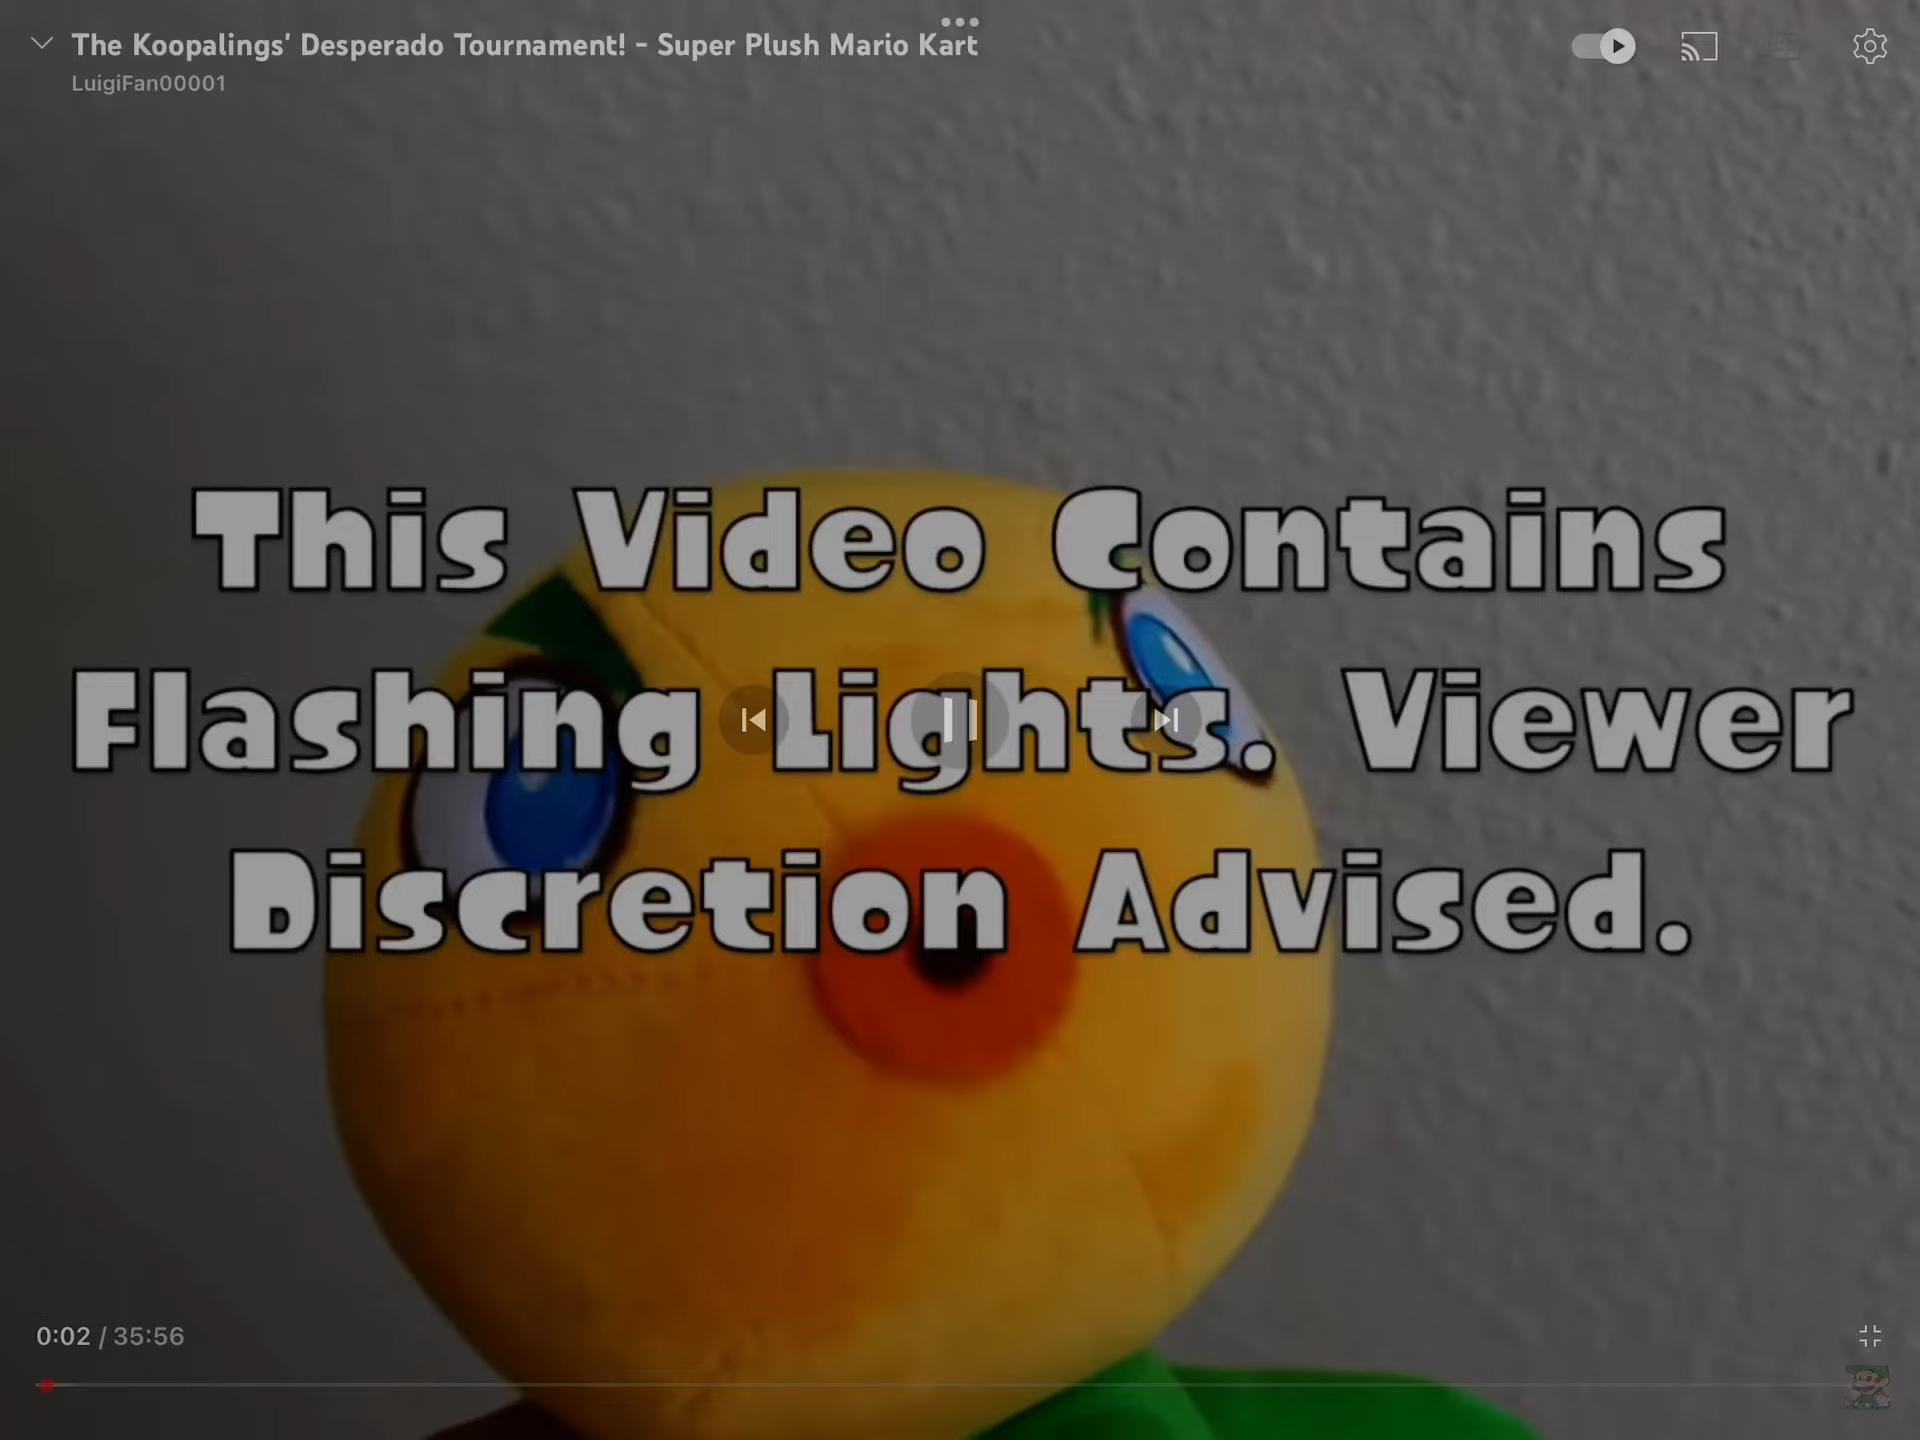 The Koopalings' Desperado Tournament! - Super Plush Mario Kart
LuigiFan00001
This Video Contains
Flashing Lights. Viewer
Discretion Advised.
0:02 / 35:56